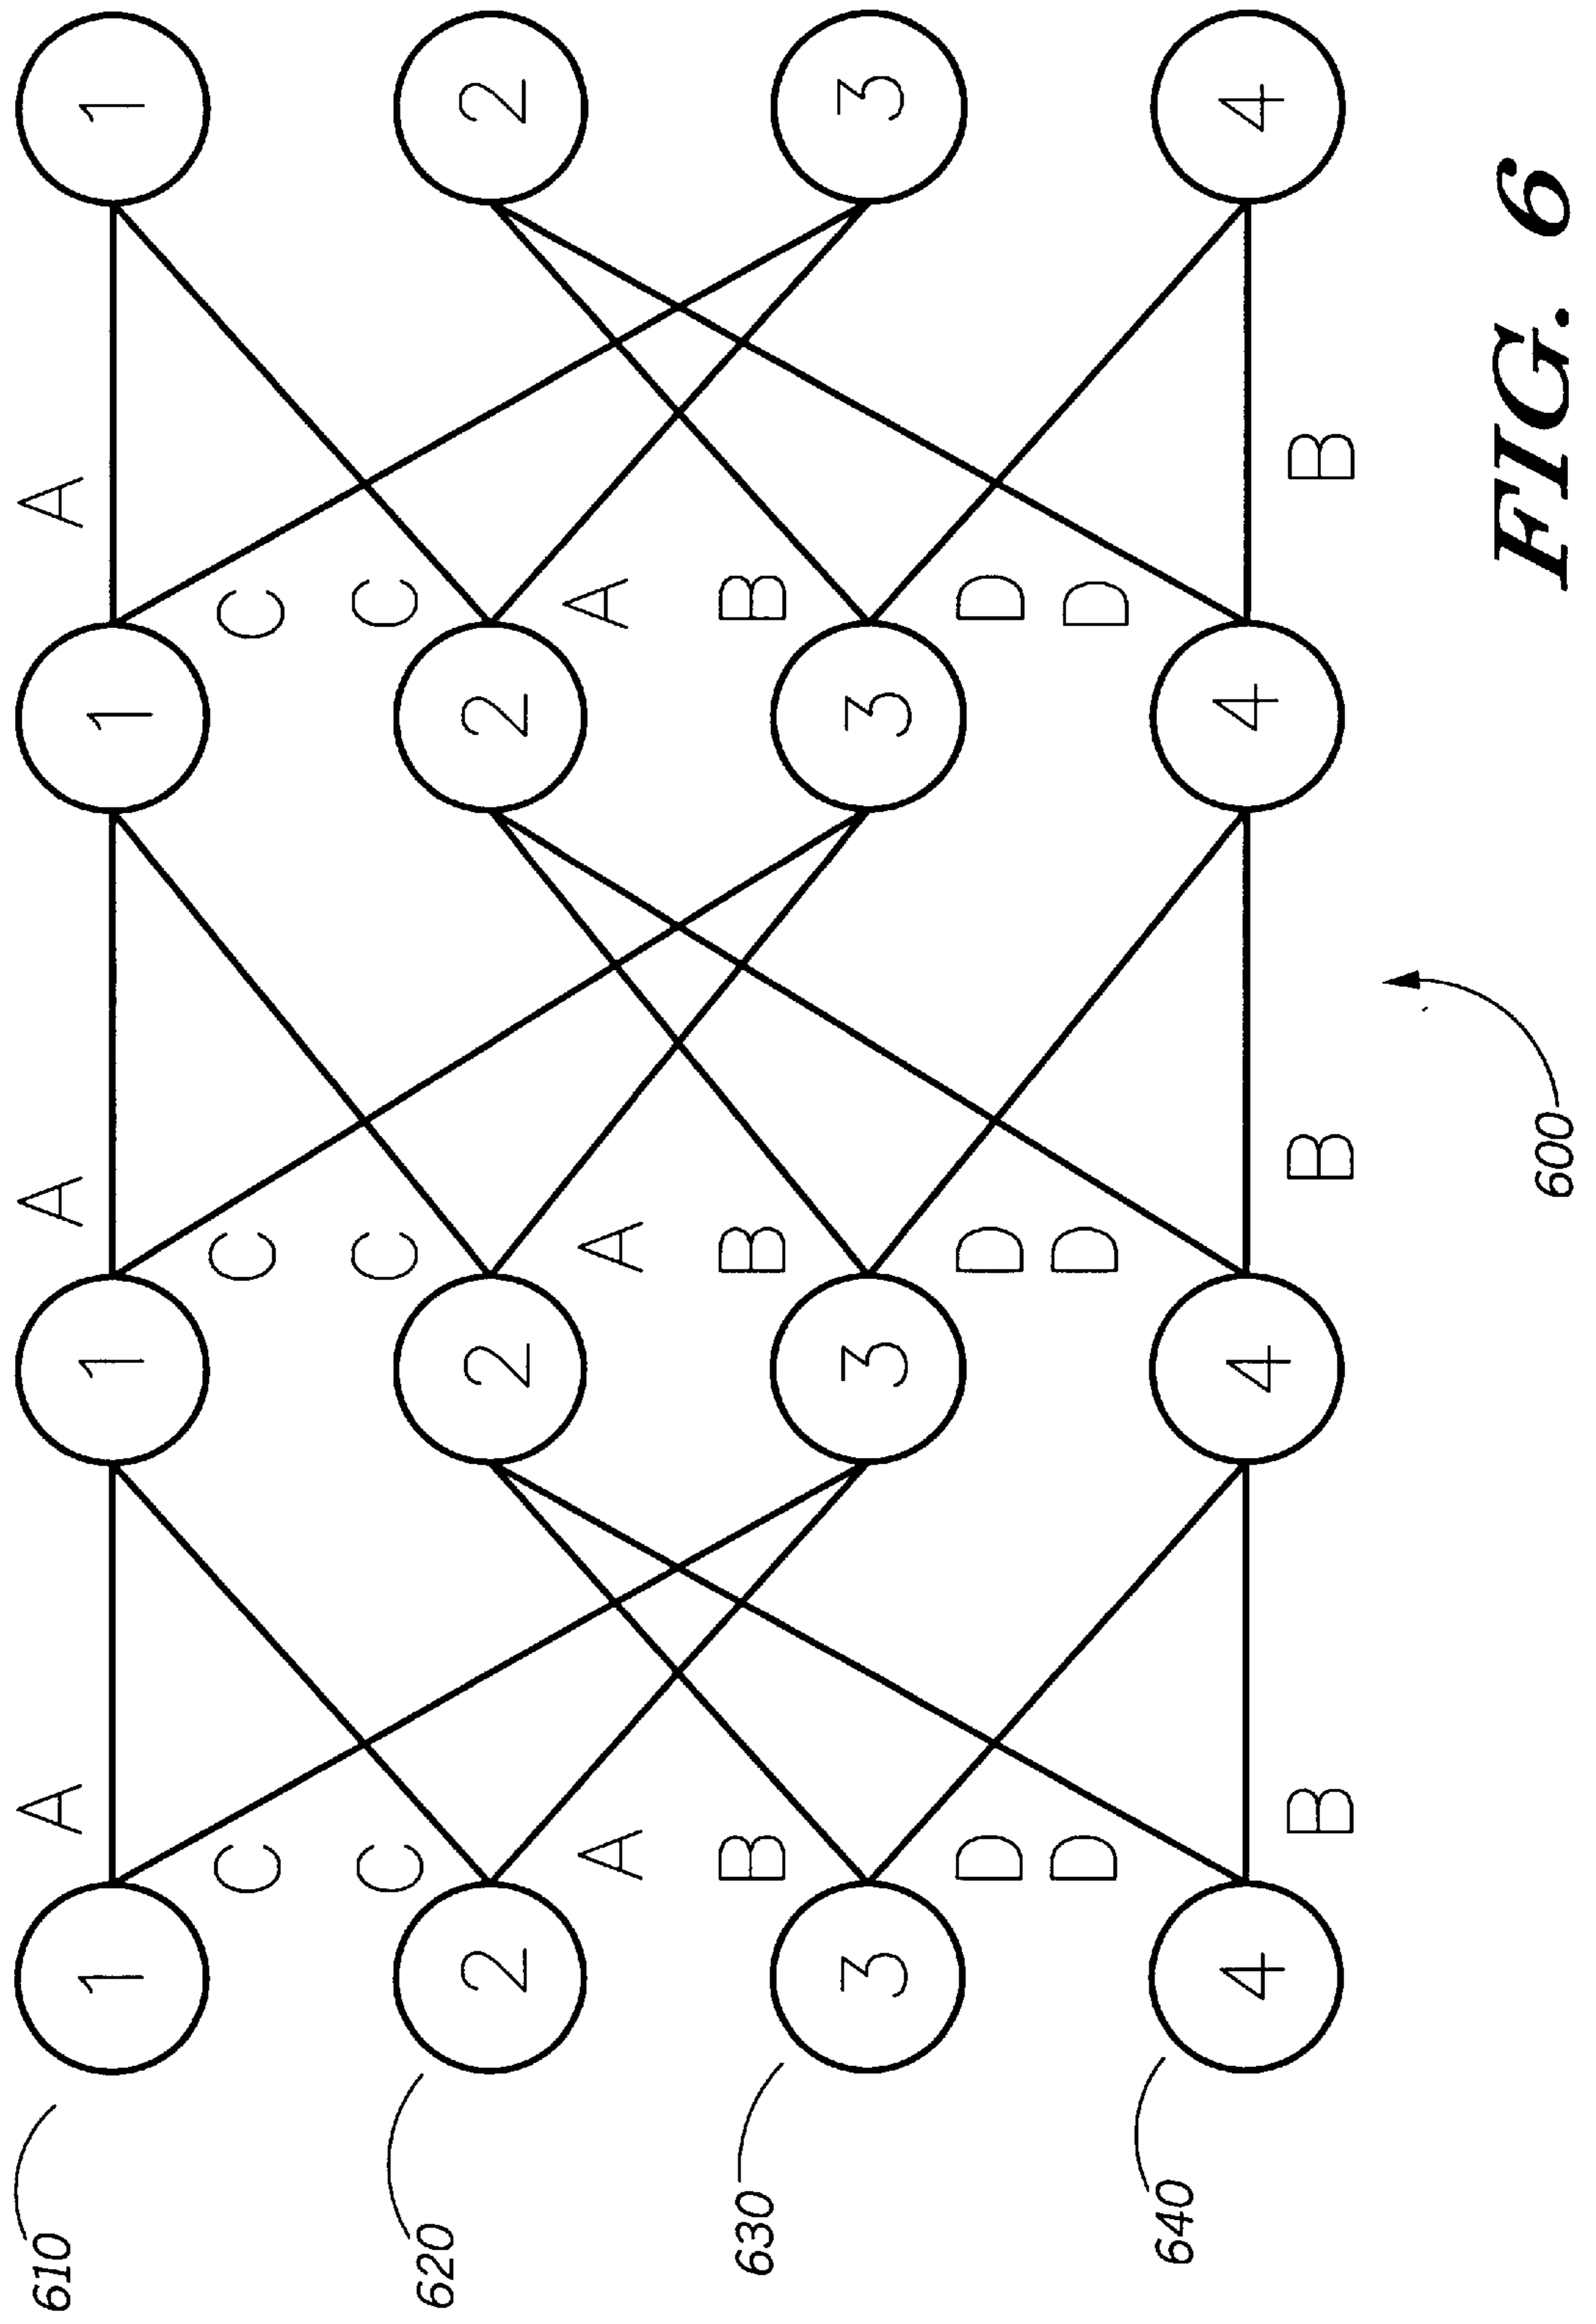 A A A
610 1 1 1 1
C C C
C C C
620 2 2 2 2
A A A
B B B
630 3 3 3 3
D D D
D D D
640 4 4 4 4
B B B
600
FIG. 6